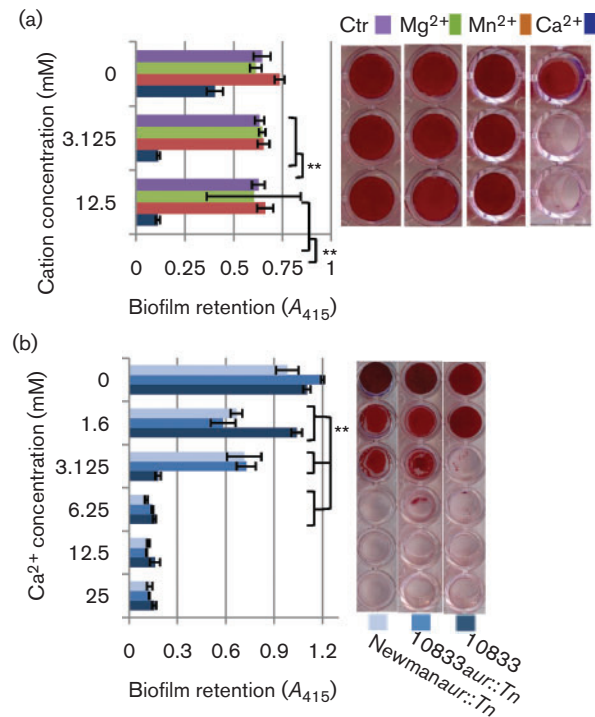 (a)
Ctr Mg2+ Mn2+ Ca2+
Cation concentration (mM)
0
3.125
12.5
**
**
0 0.25 0.5 0.75 1
Biofilm retention (A415)
(b)
Ca2+ concentration (mM)
0
1.6
3.125
6.25
12.5
25
**
0 0.3 0.6 0.9 1.2
Biofilm retention (A415)
Newmanaur::Tn
10833aur::Tn
10833